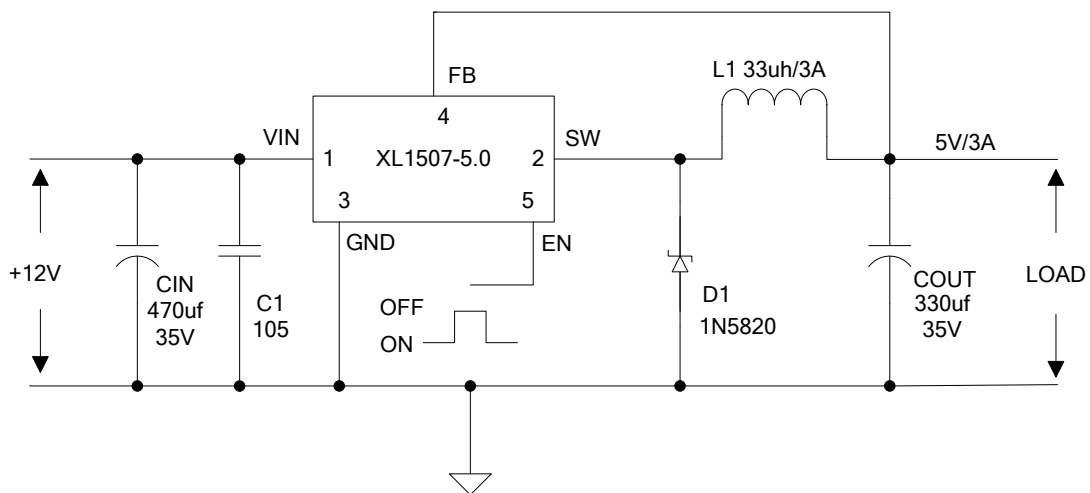 FB
L1 33uh/3A
4
VIN
SW
5V/3A
1
XL1507-5.0
2
3
5
GND
EN
+12V
CIN
470uf
35V
C1
105
OFF
ON
D1
1N5820
COUT
330uf
35V
LOAD